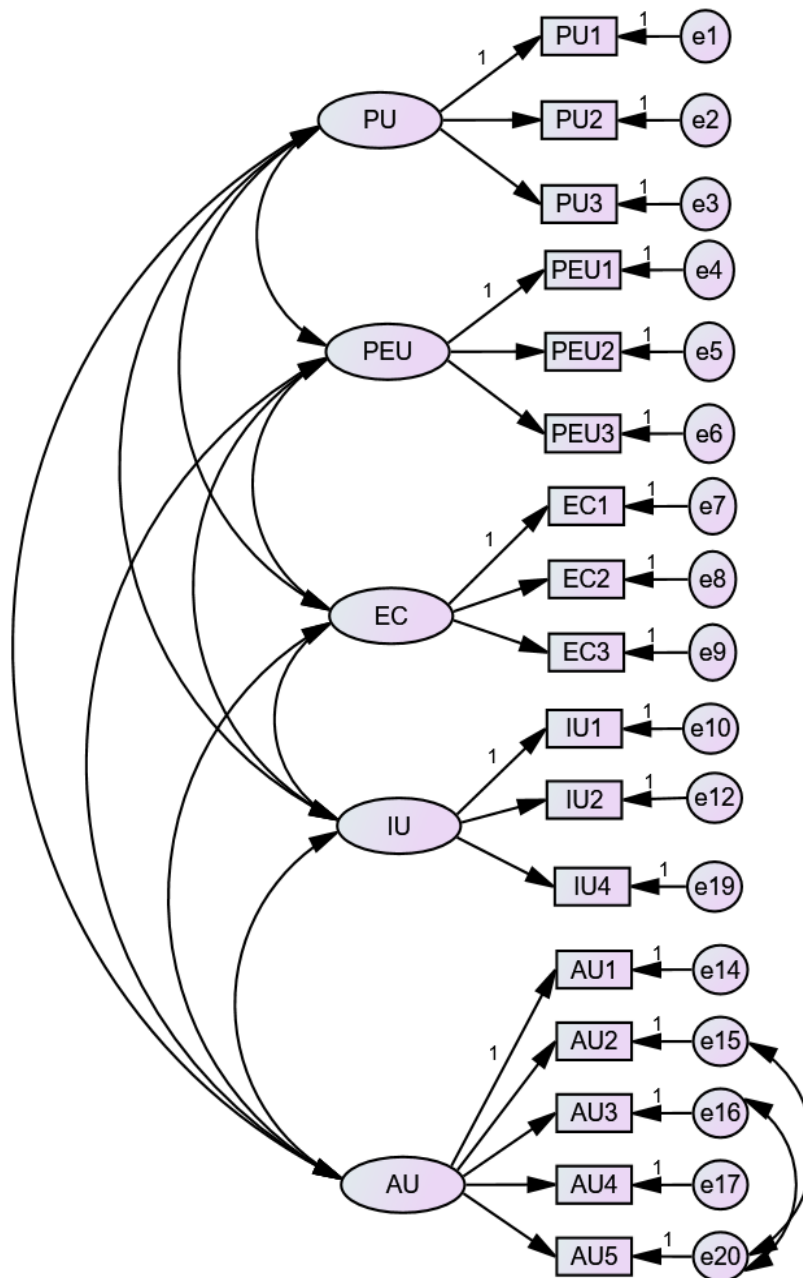 PU1 1 e1
1
PU
PU2 1 e2
PU3 1 e3
PEU1 1 e4
1
PEU
PEU2 1 e5
PEU3 1 e6
EC1 1 e7
1
EC2 1 e8
EC
EC3 1 e9
IU1 1 e10
1
IU2 1 e12
IU
IU4 1 e19
AU1 1 e14
1
AU2 1 e15
AU3 1 e16
AU
AU4 1 e17
AU5 1 e20